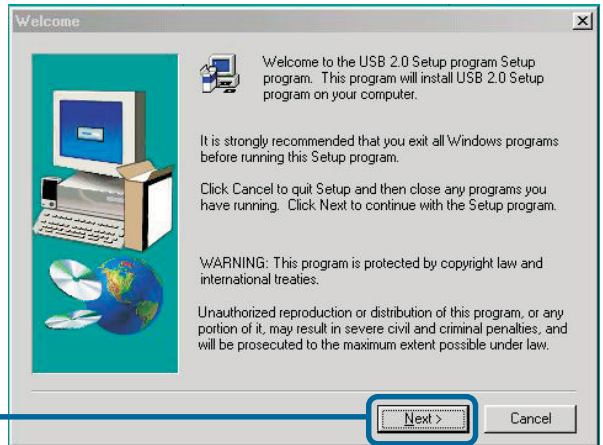 Welcome
Welcome to the USB 2.0 Setup program Setup
program. This program will install USB 2.0 Setup
program on your computer.
It is strongly recommended that you exit all Windows programs
before running this Setup program.
Click Cancel to quit Setup and then close any programs you
have running. Click Next to continue with the Setup program.
WARNING: This program is protected by copyright law and
international treaties.
Unauthorized reproduction or distribution of this program, or any
portion of it, may result in severe civil and criminal penalties, and
will be prosecuted to the maximum extent possible under law.
Next >
Cancel